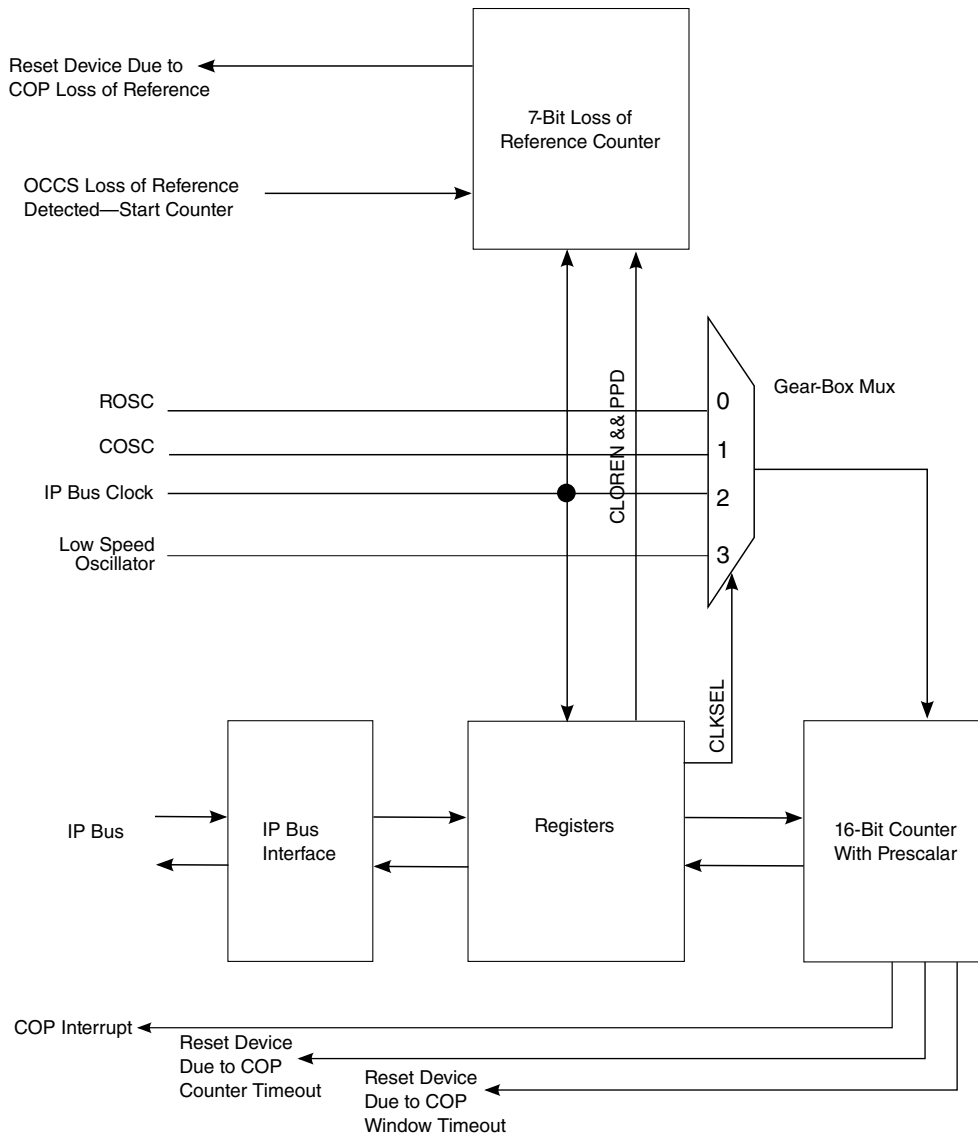 Reset Device Due to
COP Loss of Reference
7-Bit Loss of
Reference Counter
OCCS Loss of Reference
Detected—Start Counter
CLOREN && PPD
Gear-Box Mux
ROSC
0
COSC
1
IP Bus Clock
2
Low Speed
Oscillator
3
CLKSEL
IP Bus
IP Bus
Interface
Registers
16-Bit Counter
With Prescalar
COP Interrupt
Reset Device
Due to COP
Counter Timeout
Reset Device
Due to COP
Window Timeout